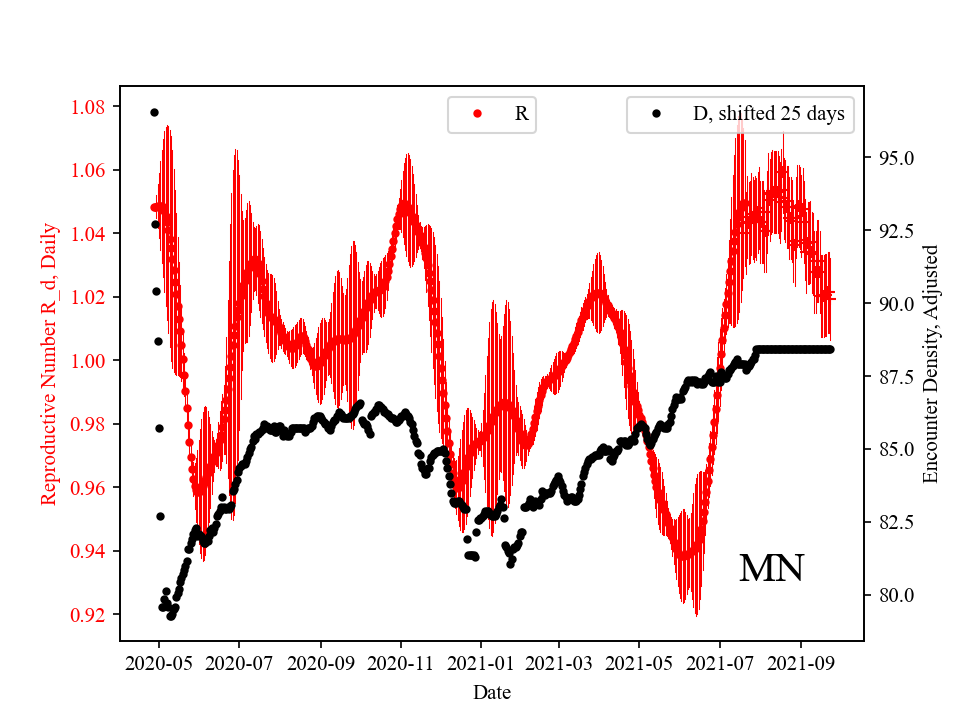 R
D, shifted 25 days
1.08
1.06
1.04
1.02
1.00
0.98
0.96
0.94
0.92
Reproductive Number R_d, Daily
95.0
92.5
90.0
87.5
85.0
82.5
80.0
Encounter Density, Adjusted
MN
2020-05 2020-07 2020-09 2020-11 2021-01 2021-03 2021-05 2021-07 2021-09
Date